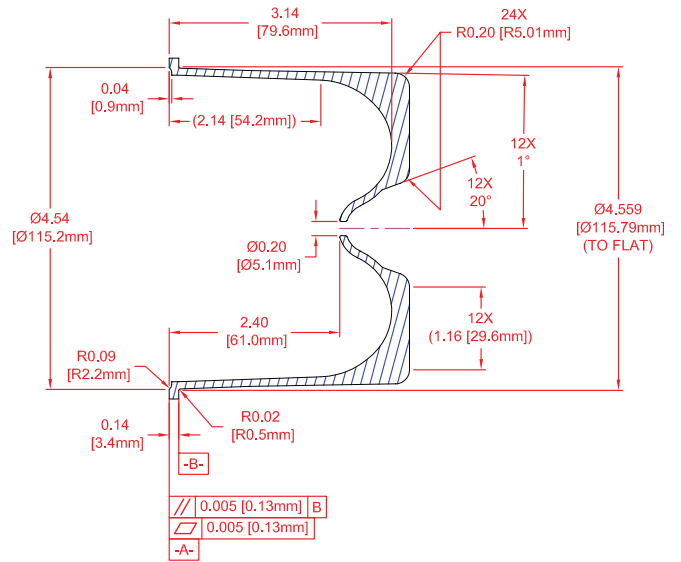 3.14
[79.6mm]
24X
R0.20 [R5.01mm]
0.04
[0.9mm]
(2.14 [54.2mm])
12X
1°
12X
20°
Ø4.54
[Ø115.2mm]
Ø0.20
[Ø5.1mm]
Ø4.559
[Ø115.79mm]
(TO FLAT)
2.40
[61.0mm]
12X
(1.16 [29.6mm])
R0.09
[R2.2mm]
R0.02
[R0.5mm]
0.14
[3.4mm]
-B-
// 0.005 [0.13mm] B
⏥ 0.005 [0.13mm]
-A-